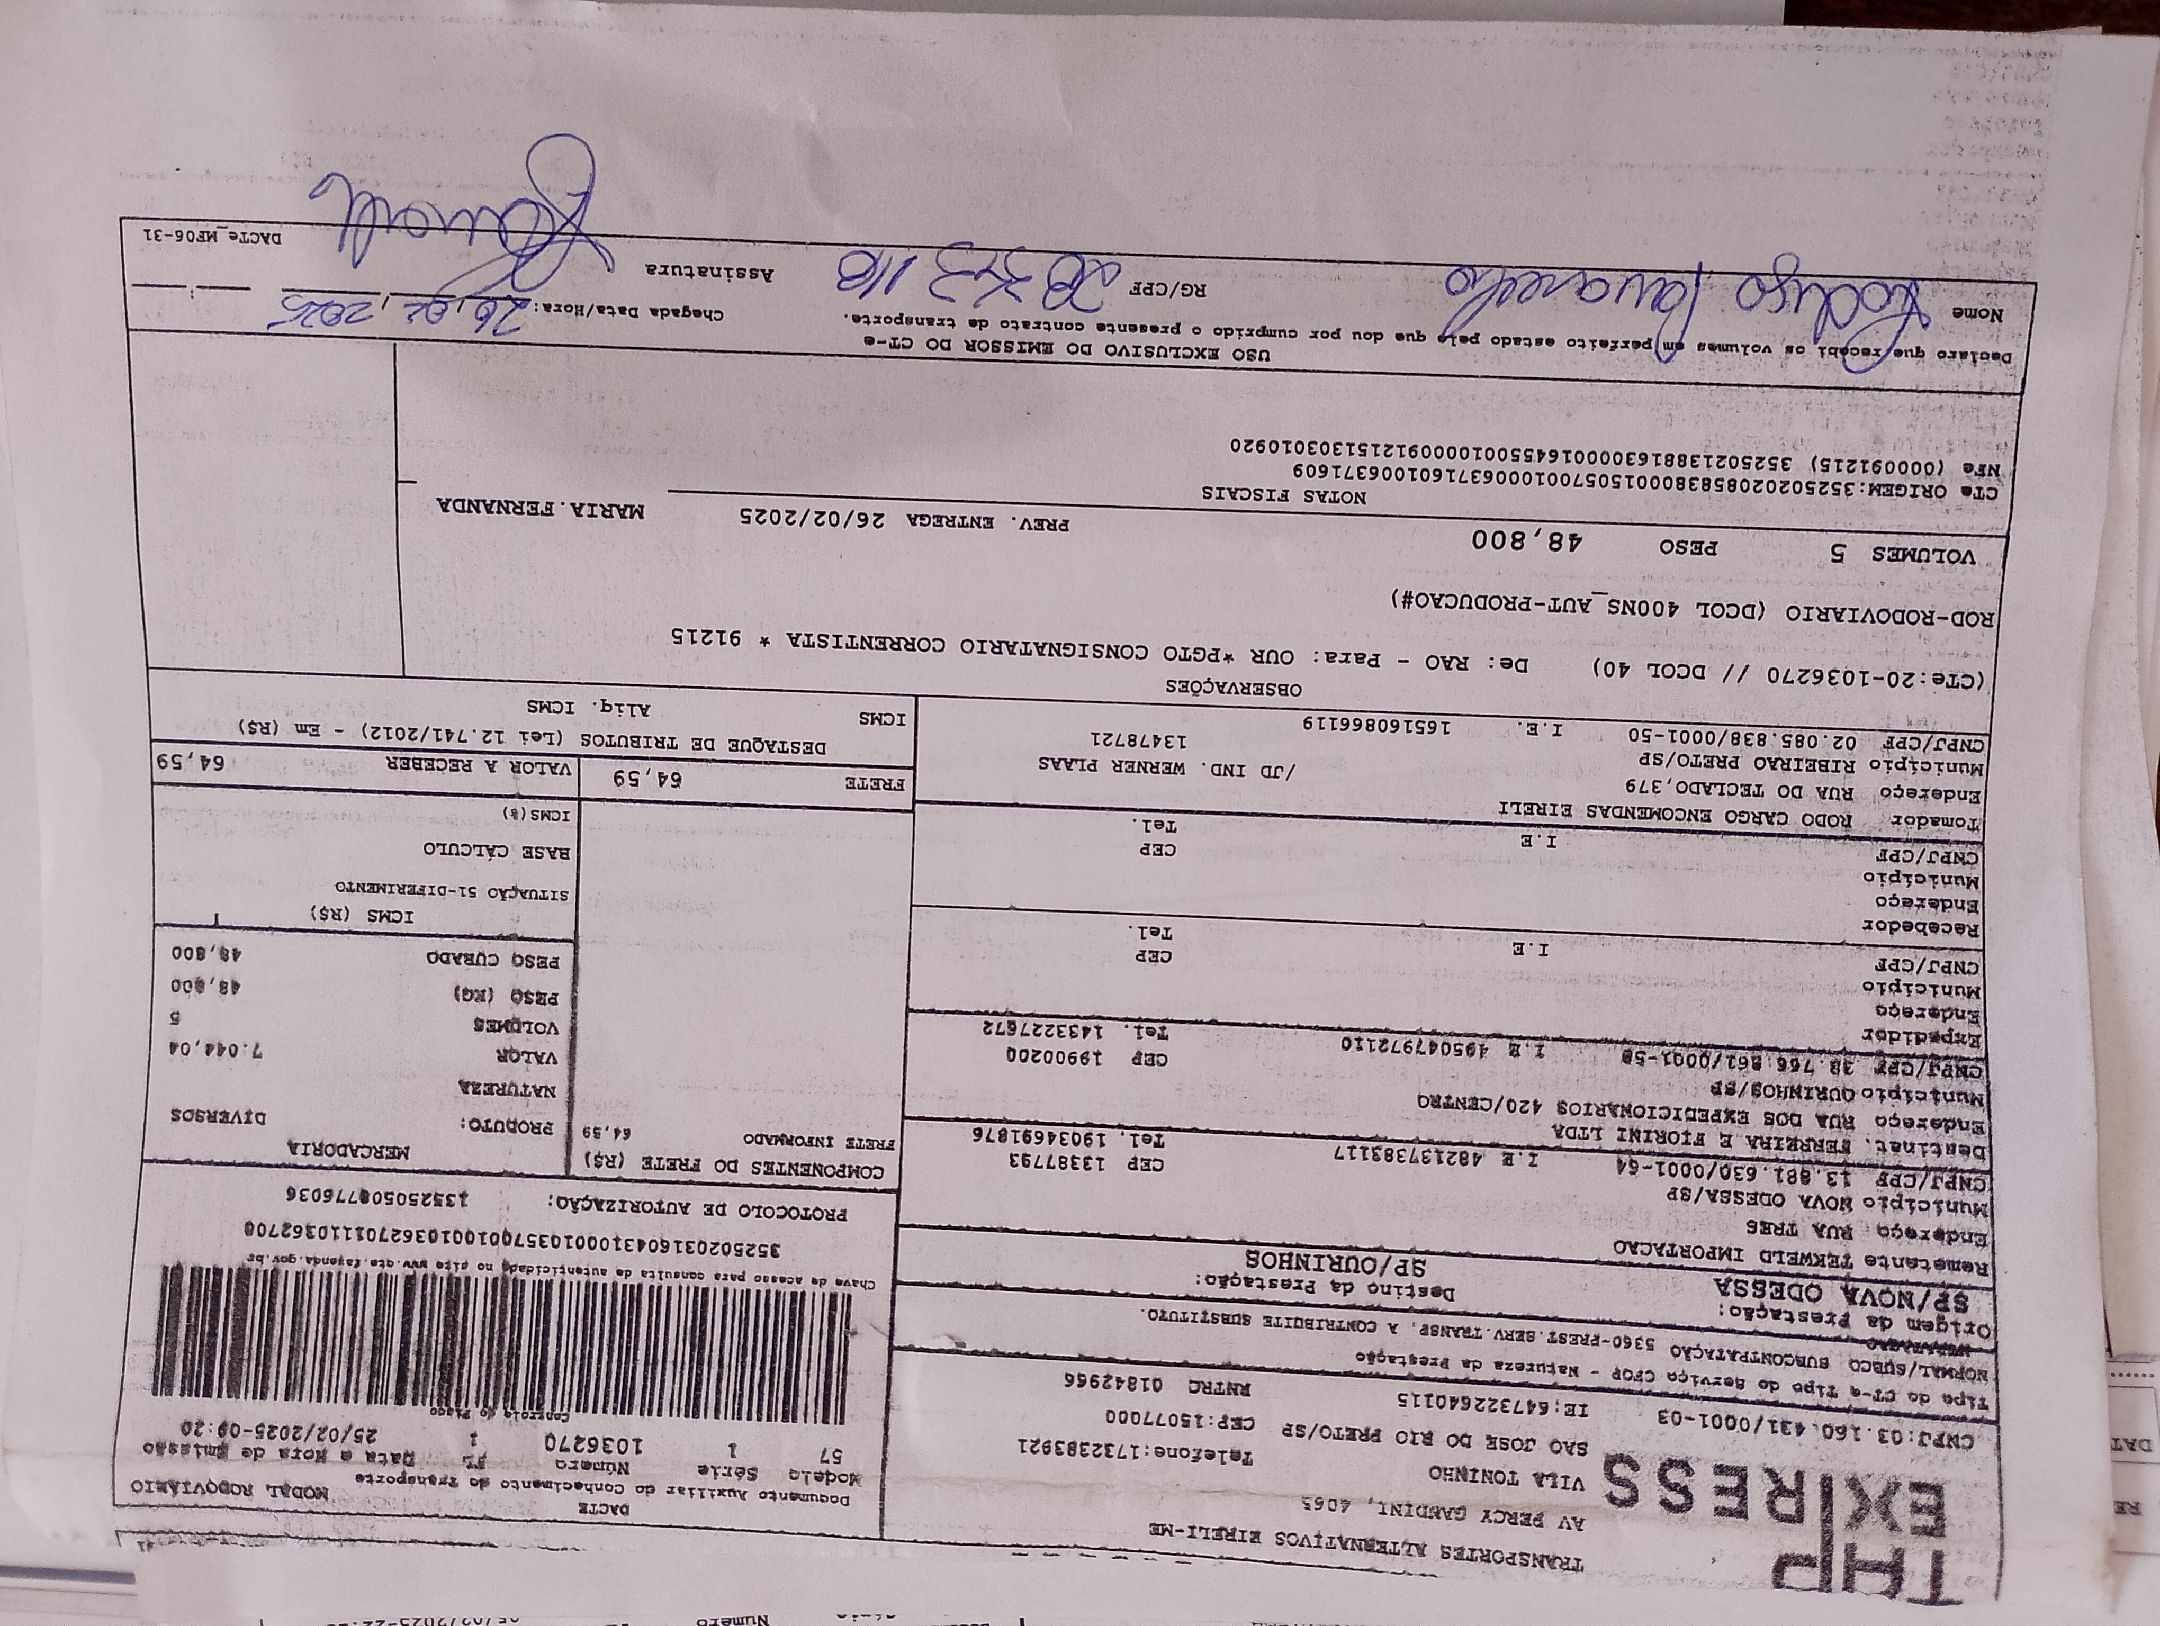 TAP
EXPRESS
TRANSPORTES ALTERNATIVOS EIRELI-ME
AV PERCY GANDINI, 4065
VILA TONINHO
Telefone:1732383921
SAO JOSE DO RIO PRETO/SP CEP:15077000
CNPJ:03.160.431/0001-03 IE:647322640115 RNTRC 01842966
DACTE
Documento Auxiliar do Conhecimento do Transporte
MODAL RODOVIÁRIO
Modelo Série Número FL Data e Hora de Emissão
57 1 1036270 1 25/02/2025-09:20
Controle do Fisco
Chave de acesso para consulta de autenticidade no site www.cte.fazenda.gov.br
PROTOCOLO DE AUTORIZAÇÃO: 135250508776036
Tipo do CT-e Tipo do Serviço CFOP - Natureza da Prestação
NORMAL/SUBCO SUBCONTRATAÇÃO 5360-PREST.SERV.TRANSP. A CONTRIBUITE SUBSTITUTO.
Origem da Prestação: Destino da Prestação:
SP/NOVA ODESSA SP/OURINHOS
Remetente TEKWELD IMPORTACAO
Endereço RUA TRES
Município NOVA ODESSA/SP CEP 13387793
CNPJ/CPF 13.881.630/0001-64 I.E 482137383117 Tel. 19034691876
Destinat. FERREIRA E FIORINI LTDA
Endereço RUA DOS EXPEDICIONARIOS 420/CENTRO
Município OURINHOS/SP CEP 19900200
CNPJ/CPF 38.766.861/0001-58 I.E 495047972110 Tel. 1433227672
Expedidor
Endereço
Município CEP
CNPJ/CPF I.E Tel.
Recebedor
Endereço
Município CEP
CNPJ/CPF I.E Tel.
Tomador RODO CARGO ENCOMENDAS EIRELI
Endereço RUA DO TECLADO,379 /JD IND. WERNER PLAAS
Município RIBEIRAO PRETO/SP 13478721
CNPJ/CPF 02.085.838/0001-50 I.E. 165160866119
COMPONENTES DO FRETE (R$)
FRETE INFORMADO 64,59
MERCADORIA
PRODUTO: DIVERSOS
NATUREZA
VALOR 7.044,04
VOLUMES 5
PESO (KG) 48,800
PESO CUBADO 48,800
ICMS (R$)
SITUAÇÃO 51-DIFERIMENTO
BASE CÁLCULO
ICMS(%)
FRETE 64,59 VALOR A RECEBER 64,59
DESTAQUE DE TRIBUTOS (Lei 12.741/2012) - Em (R$)
ICMS Aliq. ICMS
OBSERVAÇÕES
(CTe:20-1036270 // DCOL 40) De: RAO - Para: OUR *PGTO CONSIGNATARIO CORRENTISTA * 91215
ROD-RODOVIARIO (DCOL 400NS_AUT-PRODUCAO#)
VOLUMES 5 PESO 48,800 PREV. ENTREGA 26/02/2025 MARIA.FERNANDA
NOTAS FISCAIS
CTe ORIGEM:352502020858380001505700100006371601006371609
NFe (000091215) 35250213881630000164550010000912151303010920
USO EXCLUSIVO DO EMISSOR DO CT-e
Declaro que recebi os volumes em perfeito estado pelo que dou por cumprido o presente contrato de transporte.
Chegada Data/Hora: 26,02,2025 :
Nome Rodrigo RG/CPF Assinatura
DACTe_MF06-31